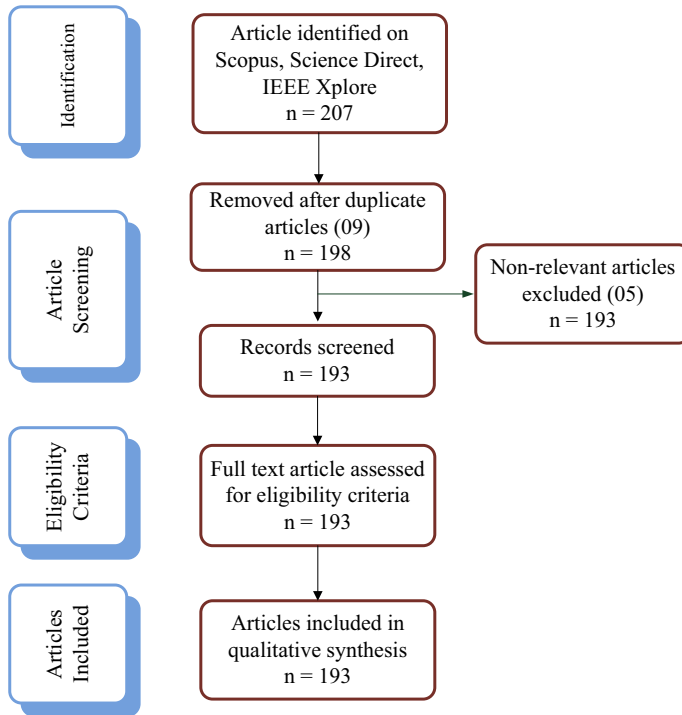 Identification
Article identified on
Scopus, Science Direct,
IEEE Xplore
n = 207
Article
Screening
Removed after duplicate
articles (09)
n = 198
Non-relevant articles
excluded (05)
n = 193
Records screened
n = 193
Eligibility
Criteria
Full text article assessed
for eligibility criteria
n = 193
Articles
Included
Articles included in
qualitative synthesis
n = 193